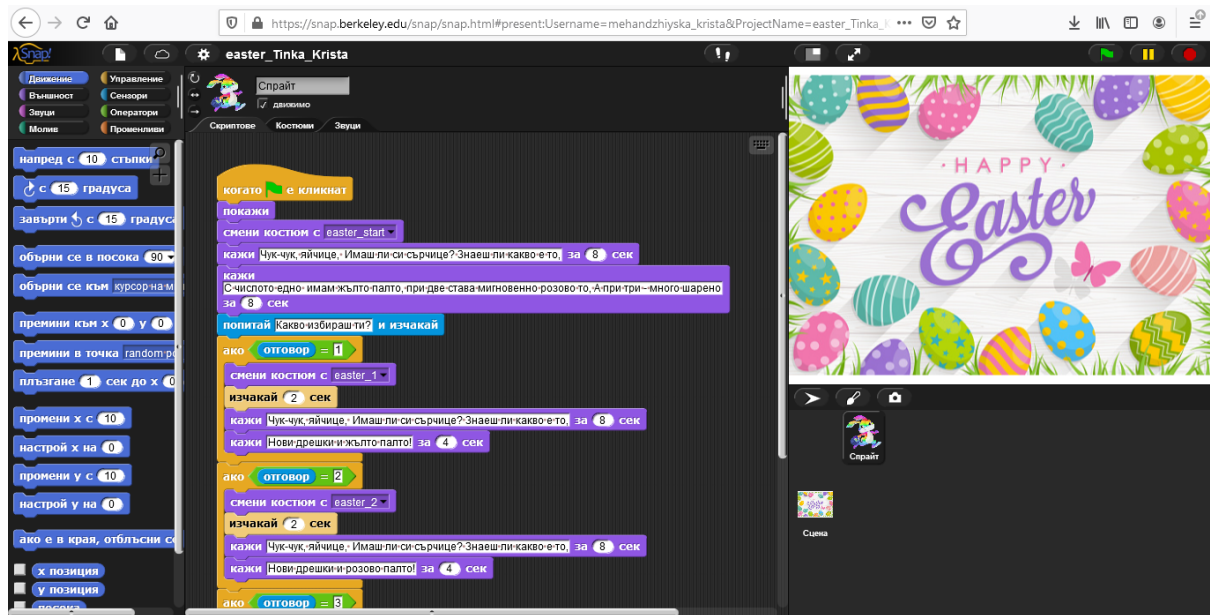 https://snap.berkeley.edu/snap/snap.html#present:Username=mehandzhiyska_krista&ProjectName=easter_Tinka_
Snap!
easter_Tinka_Krista
Движение
Управление
Външност
Сензори
Звуци
Оператори
Молив
Променливи
напред с 10 стъпки
с 15 градуса
завърти с 15 градуса
обърни се в посока 90
обърни се към курсор на м
премини към x 0 y 0
премини в точка random po
плъзгане 1 сек до x 0
промени x с 10
настрой x на 0
промени y с 10
настрой y на 0
ако е в края, отблъсни се
x позиция
y позиция
посока
Спрайт
движимо
Скриптове
Костюми
Звуци
когато е кликнат
покажи
смени костюм с easter_start
кажи Чук-чук, яйчице, Имаш ли си сърчице? Знаеш ли какво е то, за 8 сек
кажи
С числото едно имам жълто палто, при две става мигновенно розово то, А при три – много шарено
за 8 сек
попитай Какво избираш ти? и изчакай
ако отговор = 1
смени костюм с easter_1
изчакай 2 сек
кажи Чук-чук, яйчице, Имаш ли си сърчице? Знаеш ли какво е то, за 8 сек
кажи Нови дрешки и жълто палто! за 4 сек
ако отговор = 2
смени костюм с easter_2
изчакай 2 сек
кажи Чук-чук, яйчице, Имаш ли си сърчице? Знаеш ли какво е то, за 8 сек
кажи Нови дрешки и розово палто! за 4 сек
ако отговор = 3
HAPPY
Easter
Спрайт
Сцена